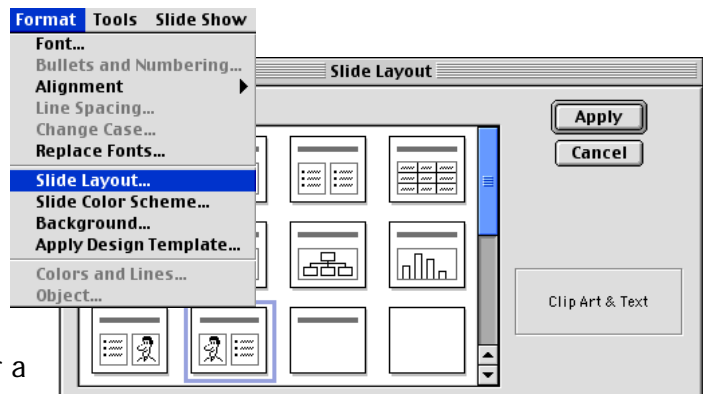 Format Tools Slide Show
Font...
Bullets and Numbering...
Alignment
Line Spacing...
Change Case...
Replace Fonts...
Slide Layout...
Slide Color Scheme...
Background...
Apply Design Template...
Colors and Lines...
Object...
Slide Layout
Apply
Cancel
Clip Art & Text
a